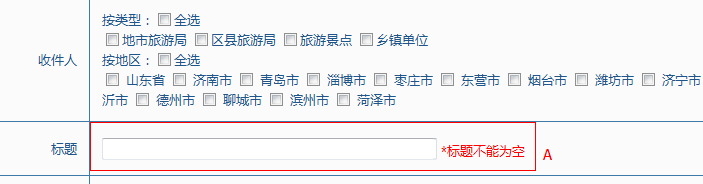 收件人
按类型：全选
地市旅游局 区县旅游局 旅游景点 乡镇单位
按地区：全选
山东省 济南市 青岛市 淄博市 枣庄市 东营市 烟台市 潍坊市 济宁市
沂市 德州市 聊城市 滨州市 菏泽市
标题 *标题不能为空 A